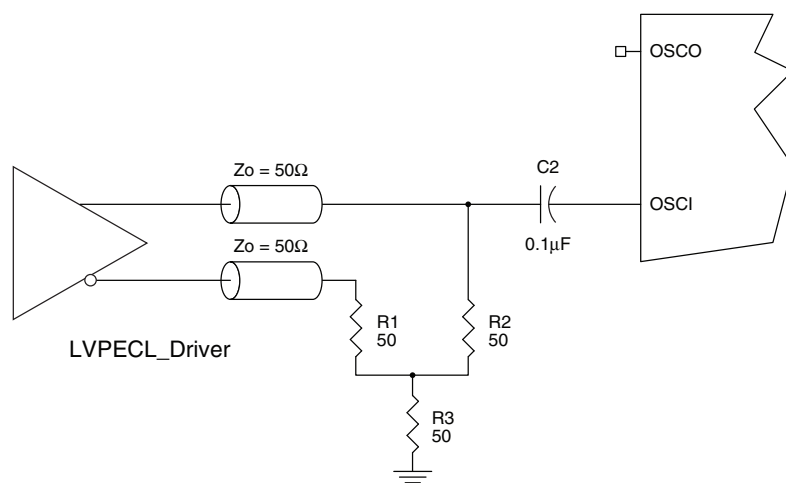 OSCO
Zo = 50Ω
C2
OSCI
0.1μF
Zo = 50Ω
R1
50
R2
50
LVPECL_Driver
R3
50